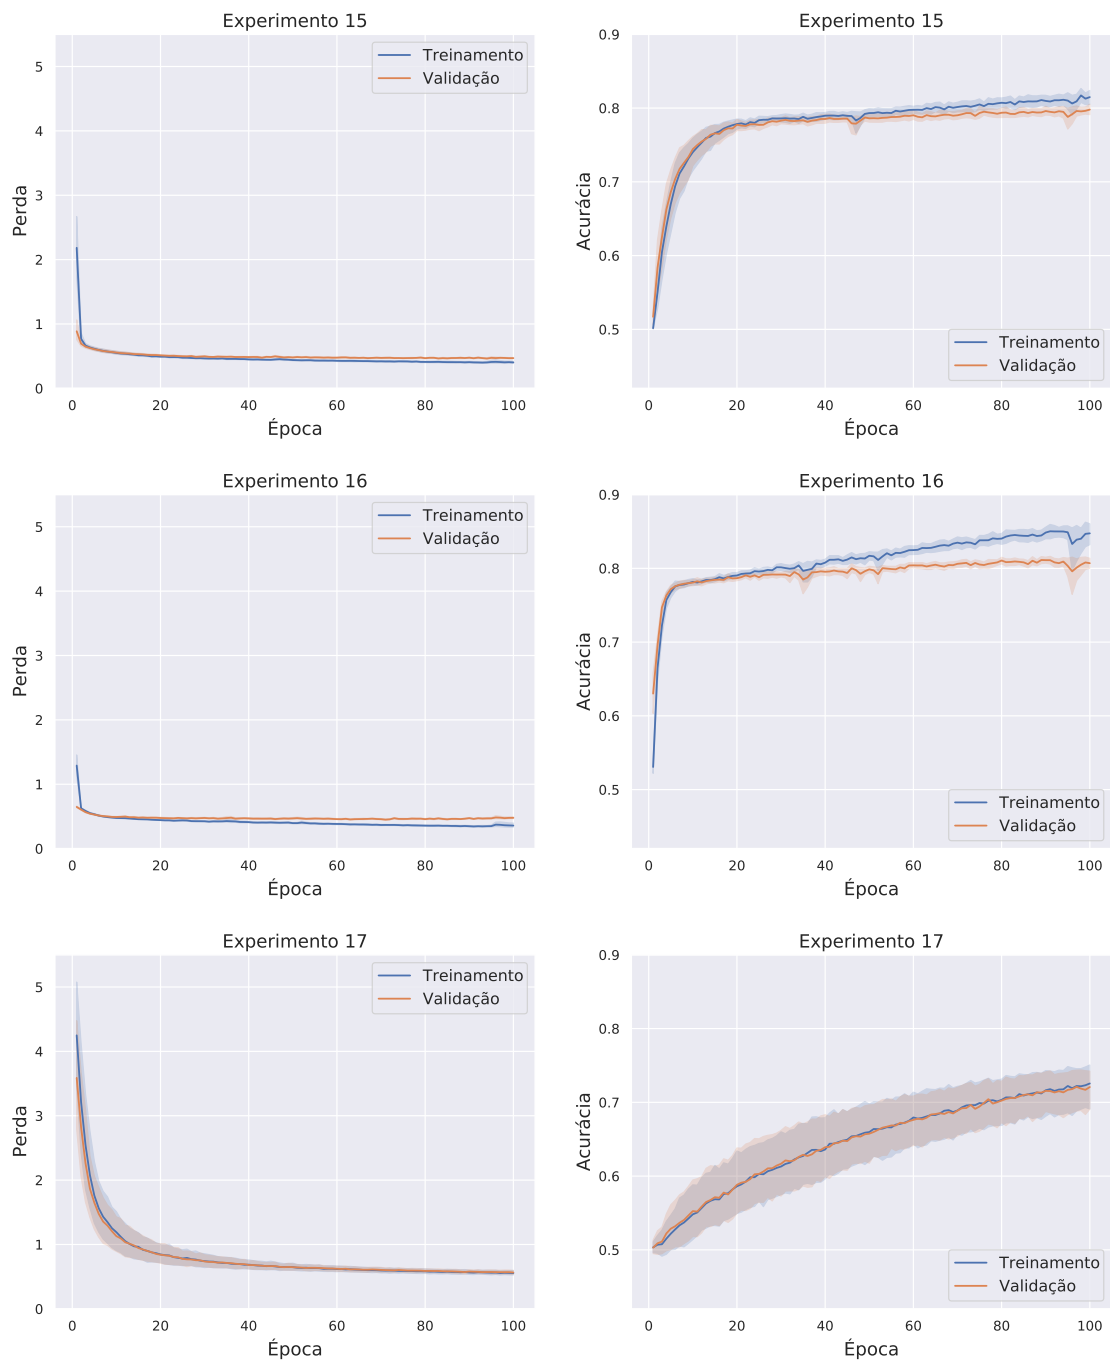 Experimento 15
5
4
3
2
1
0
Perda
0 20 40 60 80 100
Época
Treinamento
Validação
Experimento 15
0.9
0.8
0.7
0.6
0.5
Acurácia
0 20 40 60 80 100
Época
Treinamento
Validação
Experimento 16
5
4
3
2
1
0
Perda
0 20 40 60 80 100
Época
Treinamento
Validação
Experimento 16
0.9
0.8
0.7
0.6
0.5
Acurácia
0 20 40 60 80 100
Época
Treinamento
Validação
Experimento 17
5
4
3
2
1
0
Perda
0 20 40 60 80 100
Época
Treinamento
Validação
Experimento 17
0.9
0.8
0.7
0.6
0.5
Acurácia
0 20 40 60 80 100
Época
Treinamento
Validação